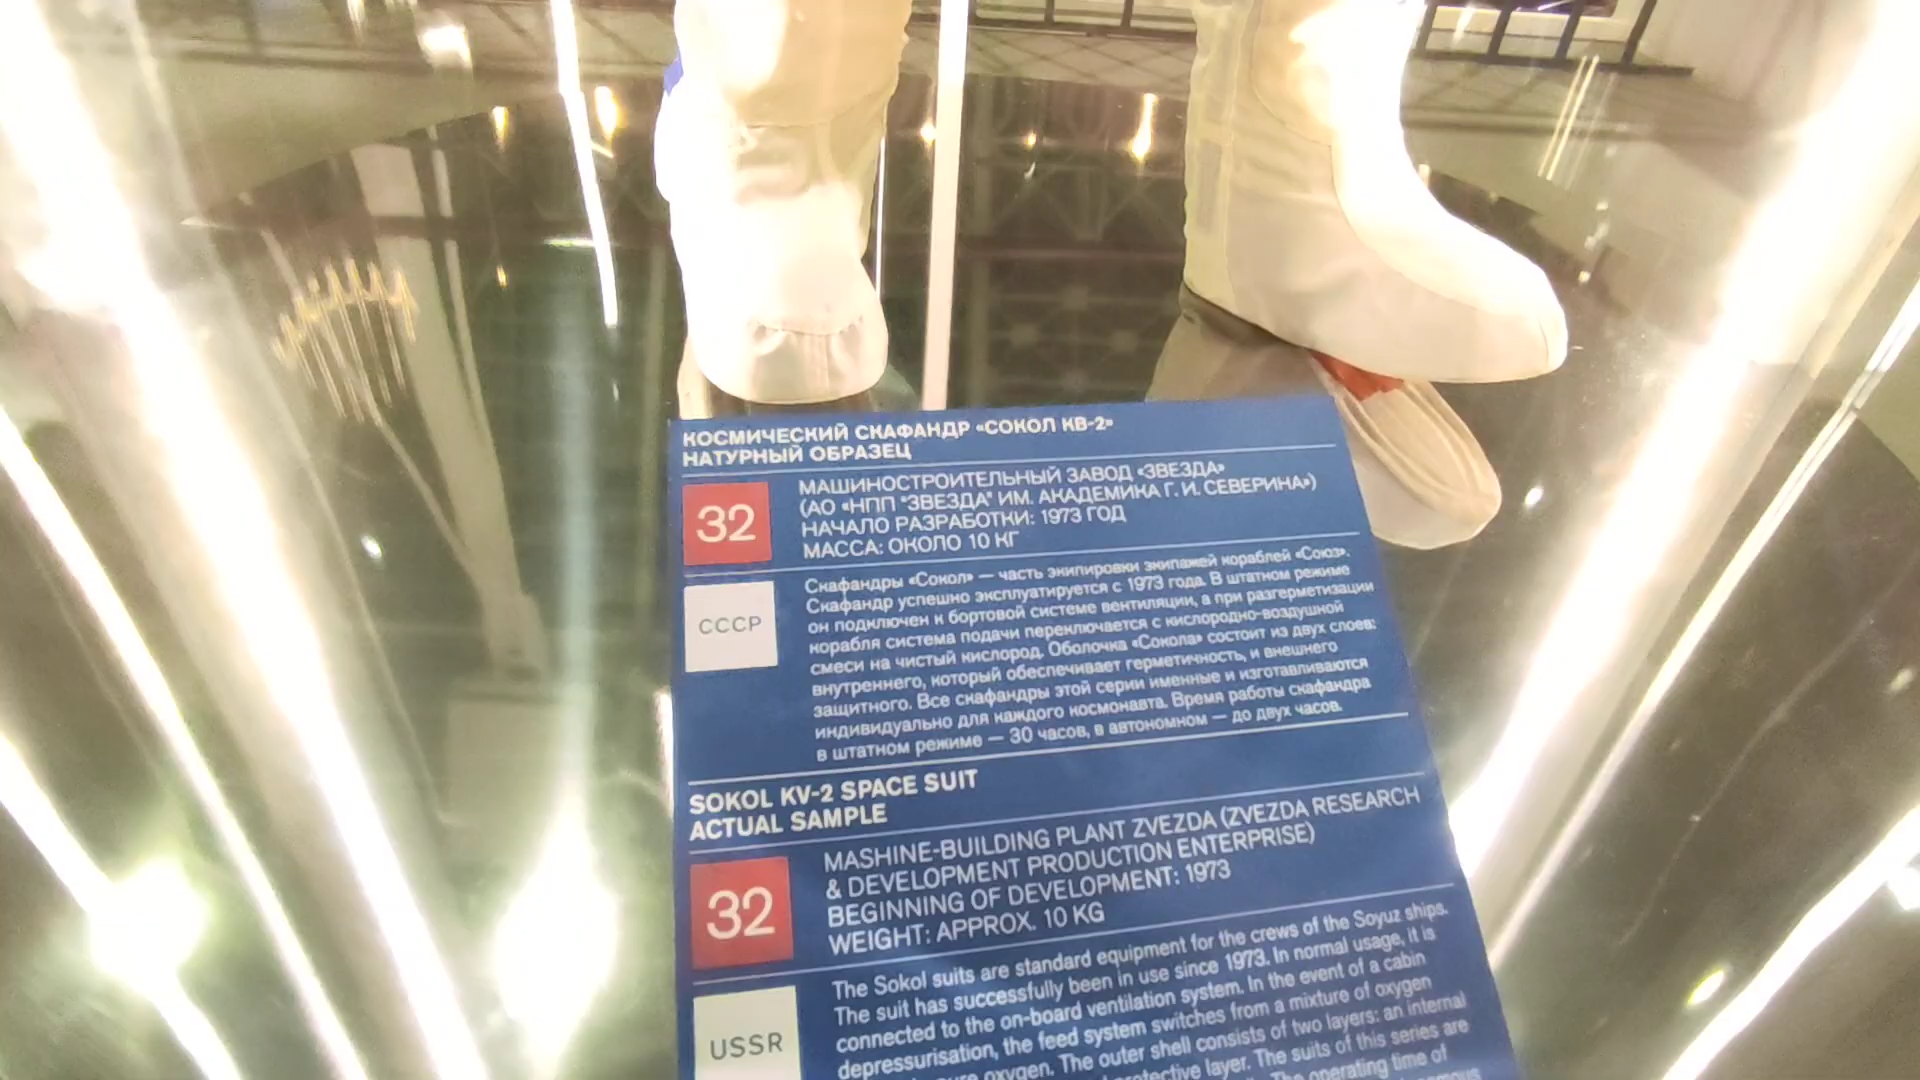 КОСМИЧЕСКИЙ СКАФАНДР «СОКОЛ КВ-2»
НАТУРНЫЙ ОБРАЗЕЦ
32
МАШИНОСТРОИТЕЛЬНЫЙ ЗАВОД «ЗВЕЗДА»
(АО «НПП "ЗВЕЗДА" ИМ. АКАДЕМИКА Г. И. СЕВЕРИНА»)
НАЧАЛО РАЗРАБОТКИ: 1973 ГОД
МАССА: ОКОЛО 10 КГ
СССР
Скафандры «Сокол» — часть экипировки экипажей кораблей «Союз».
Скафандр успешно эксплуатируется с 1973 года. В штатном режиме
он подключен к бортовой системе вентиляции, а при разгерметизации
корабля система подачи переключается с кислородно-воздушной
смеси на чистый кислород. Оболочка «Сокола» состоит из двух слоев:
внутреннего, который обеспечивает герметичность, и внешнего
защитного. Все скафандры этой серии именные и изготавливаются
индивидуально для каждого космонавта. Время работы скафандра
в штатном режиме — 30 часов, в автономном — до двух часов.
SOKOL KV-2 SPACE SUIT
ACTUAL SAMPLE
32
MASHINE-BUILDING PLANT ZVEZDA (ZVEZDA RESEARCH
& DEVELOPMENT PRODUCTION ENTERPRISE)
BEGINNING OF DEVELOPMENT: 1973
WEIGHT: APPROX. 10 KG
USSR
The Sokol suits are standard equipment for the crews of the Soyuz ships.
The suit has successfully been in use since 1973. In normal usage, it is
connected to the on-board ventilation system. In the event of a cabin
depressurisation, the feed system switches from a mixture of oxygen
oxygen. The outer shell consists of two layers: an internal
protective layer. The suits of this series are
The operating time of